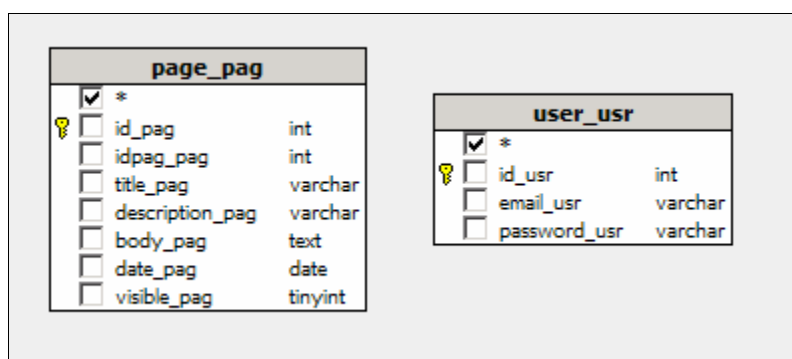 page_pag
*
id_pag int
idpag_pag int
title_pag varchar
description_pag varchar
body_pag text
date_pag date
visible_pag tinyint
user_usr
*
id_usr int
email_usr varchar
password_usr varchar